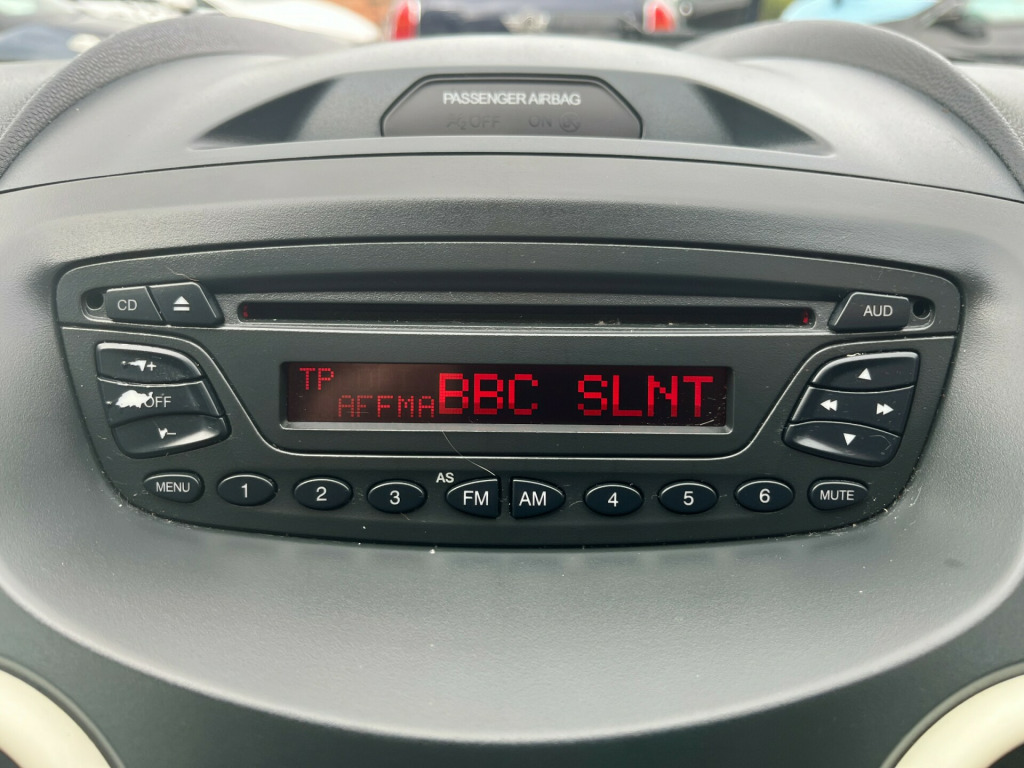 PASSENGER AIRBAG
OFF ON
CD AUD
TP
AFFMA BBC SLNT
+
ON/OFF
-
MENU 1 2 3 AS FM AM 4 5 6 MUTE